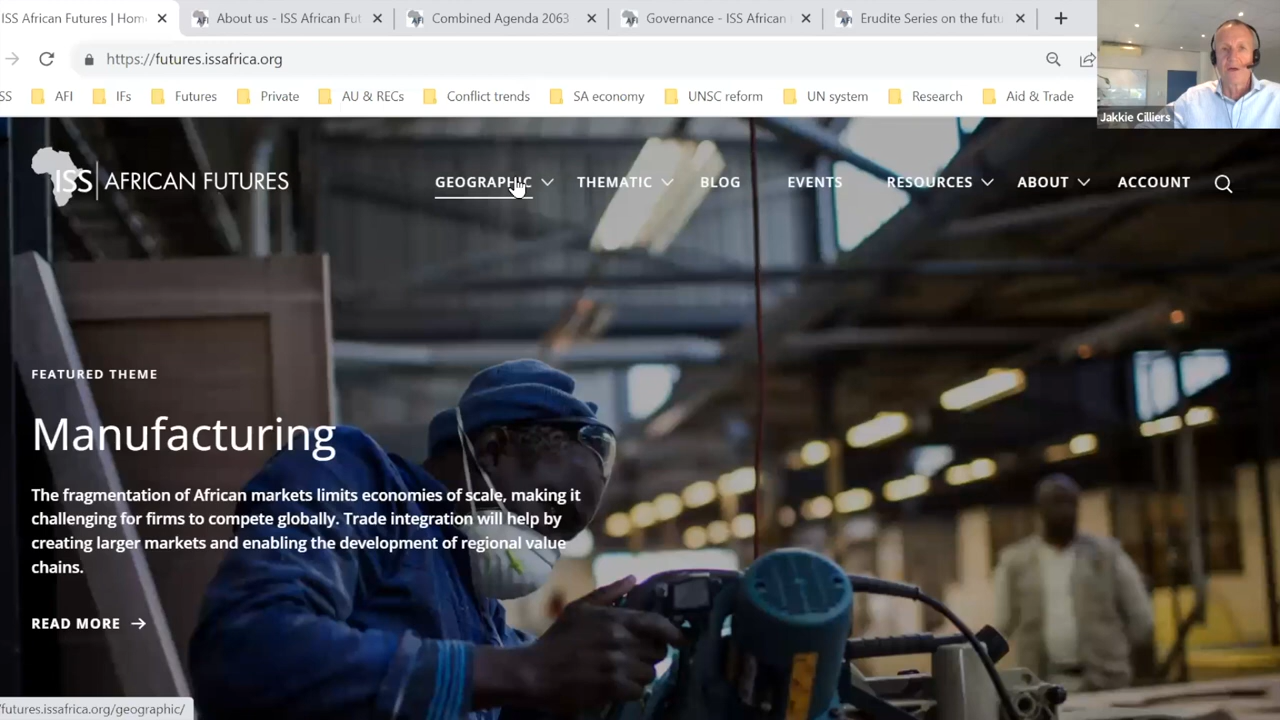 ISS African Futures | Hom
About us - ISS African Fut
Combined Agenda 2063
Governance - ISS African
Erudite Series on the futu
https://futures.issafrica.org
SS
AFI
IFs
Futures
Private
AU & RECs
Conflict trends
SA economy
UNSC reform
UN system
Research
Aid & Trade
Jakkie Cilliers
ISS | AFRICAN FUTURES
GEOGRAPHIC
THEMATIC
BLOG
EVENTS
RESOURCES
ABOUT
ACCOUNT
FEATURED THEME
Manufacturing
The fragmentation of African markets limits economies of scale, making it
challenging for firms to compete globally. Trade integration will help by
creating larger markets and enabling the development of regional value
chains.
READ MORE
/futures.issafrica.org/geographic/